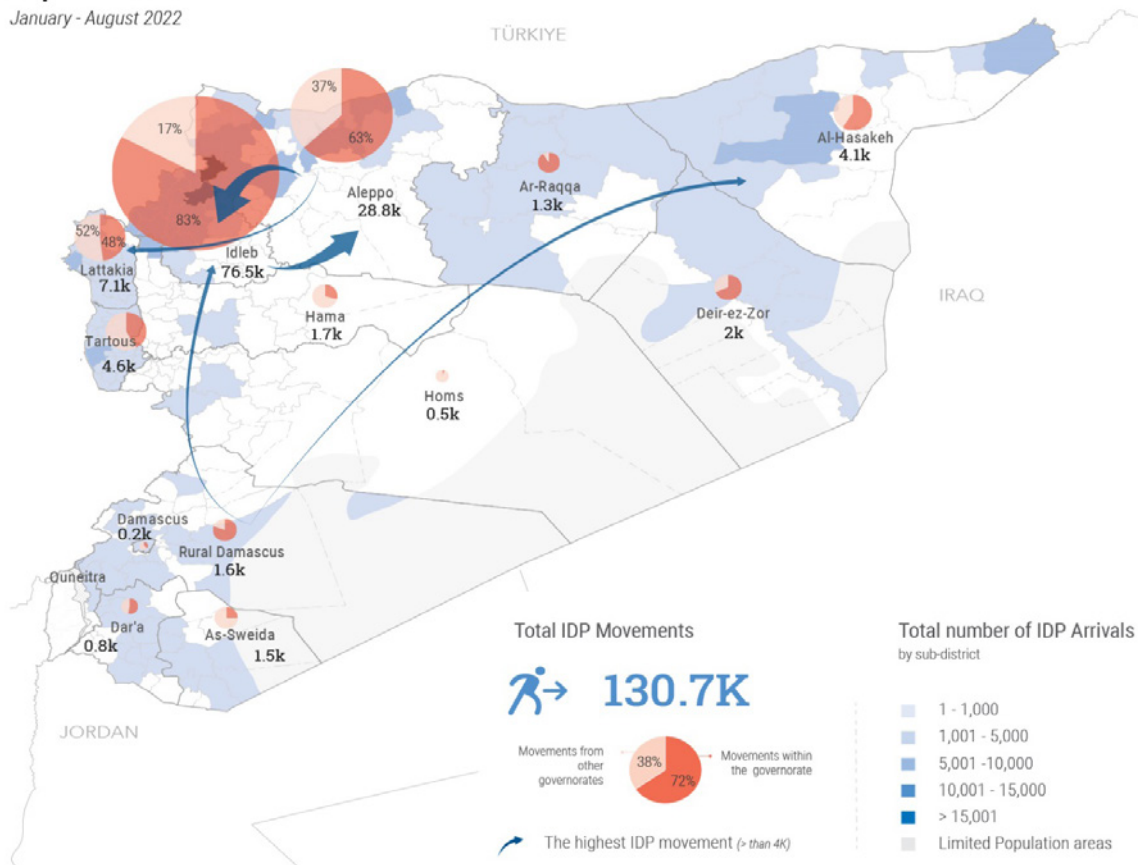 January - August 2022
TÜRKIYE
37%
17%
63%
Al-Hasakeh
4.1k
Ar-Raqqa
1.3k
Aleppo
28.8k
83%
52%
48%
Idleb
76.5k
Lattakia
7.1k
IRAQ
Hama
1.7k
Deir-ez-Zor
2k
Tartous
4.6k
Homs
0.5k
Damascus
0.2k
Rural Damascus
1.6k
Quneitra
Dar'a
0.8k
As-Sweida
1.5k
JORDAN
Total IDP Movements
130.7K
Movements from
other
governorates
38%
72%
Movements within
the governorate
The highest IDP movement (> than 4K)
Total number of IDP Arrivals
by sub-district
1 - 1,000
1,001 - 5,000
5,001 -10,000
10,001 - 15,000
> 15,001
Limited Population areas